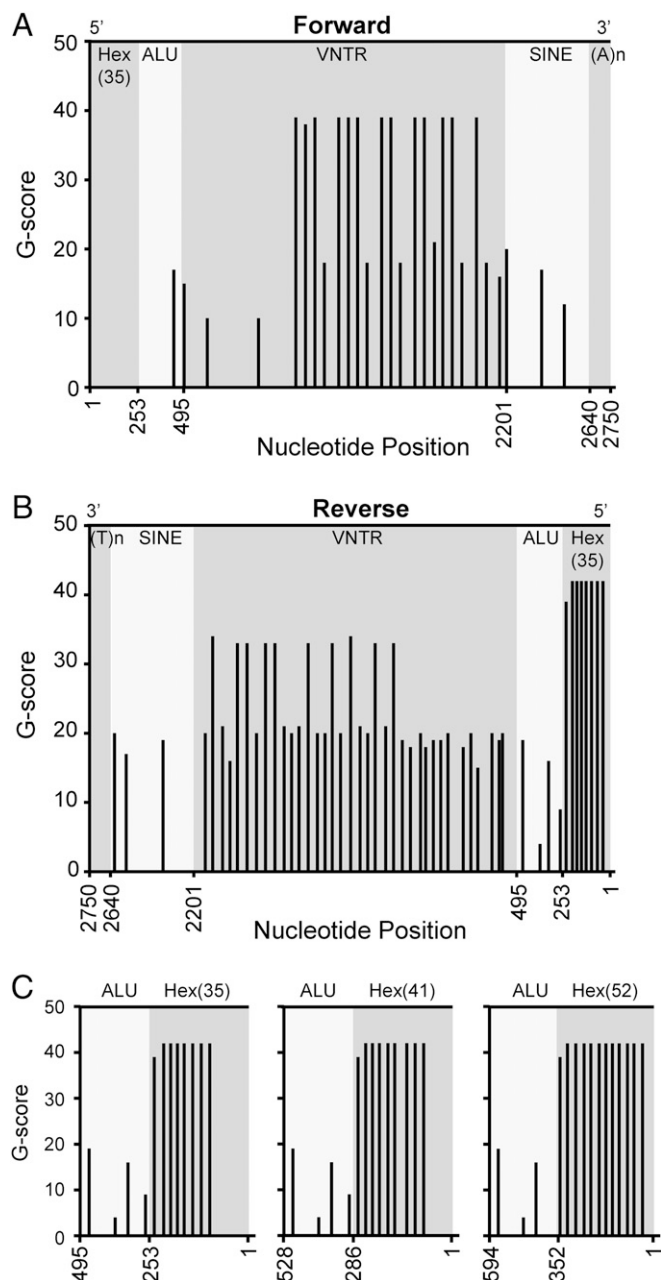 A
Forward
5’ 3’
Hex (35) ALU VNTR SINE (A)n
G-score
50
40
30
20
10
0
1 253 495 2201 2640 2750
Nucleotide Position
B
Reverse
3’ 5’
(T)n SINE VNTR ALU Hex (35)
G-score
50
40
30
20
10
0
2750 2640 2201 495 253 1
Nucleotide Position
C
ALU Hex(35) ALU Hex(41) ALU Hex(52)
G-score
50
40
30
20
10
0
495 253 1 528 286 1 594 352 1